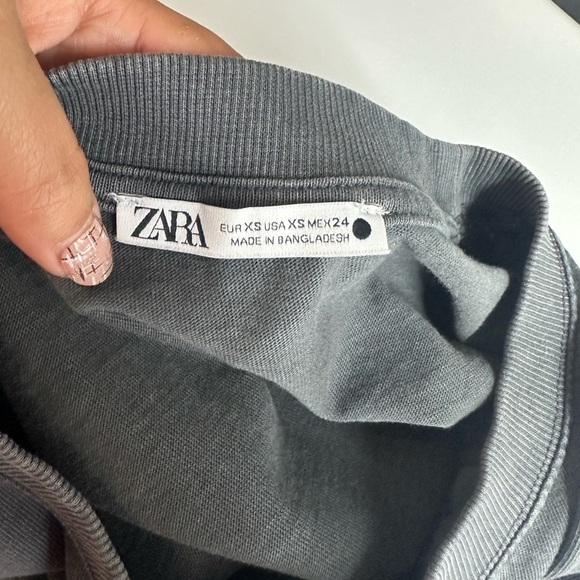 ZARA
EUR XS USA XS MEX 24
MADE IN BANGLADESH